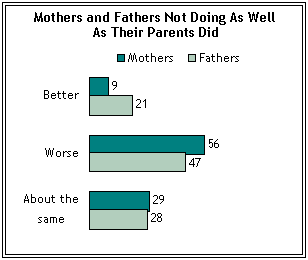 Mothers and Fathers Not Doing As Well
As Their Parents Did
Mothers Fathers
Better
9
21
Worse
56
47
About the
same
29
28